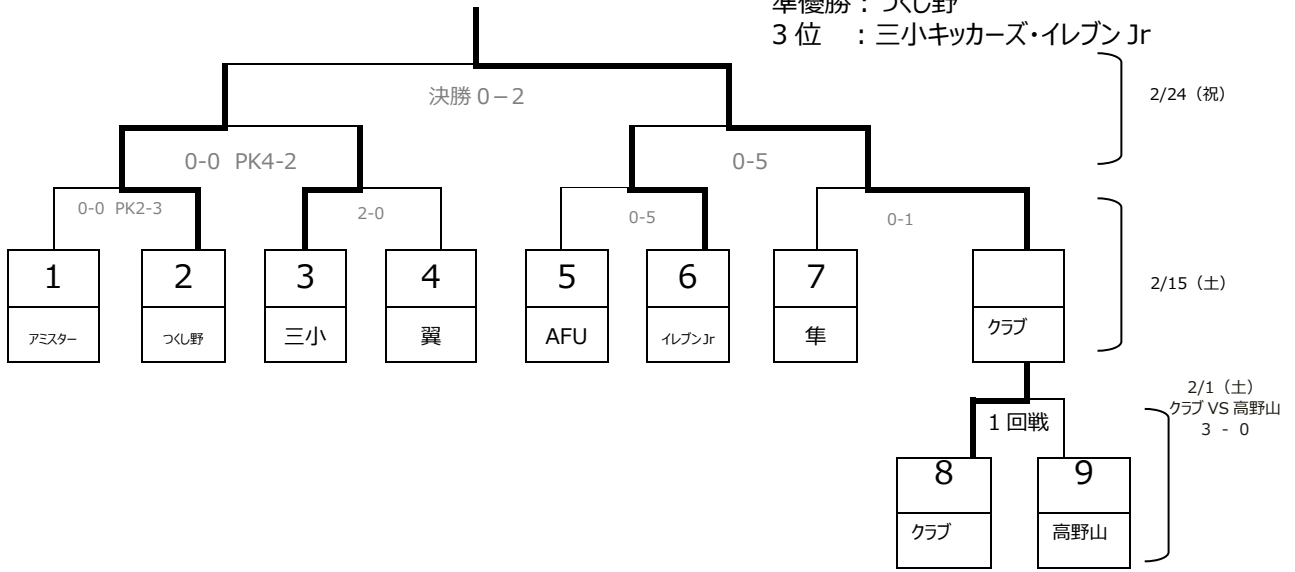 準優勝：つくし野
3位　：三小キッカーズ・イレブンJr
2/24（祝）
決勝 0－2
0-0 PK4-2
0-5
0-0 PK2-3
2-0
0-5
0-1
1
2
3
4
5
6
7
2/15（土）
アミスター
つくし野
三小
翼
AFU
イレブンJr
隼
クラブ
2/1（土）
クラブ VS 高野山
3 - 0
1回戦
8
9
クラブ
高野山